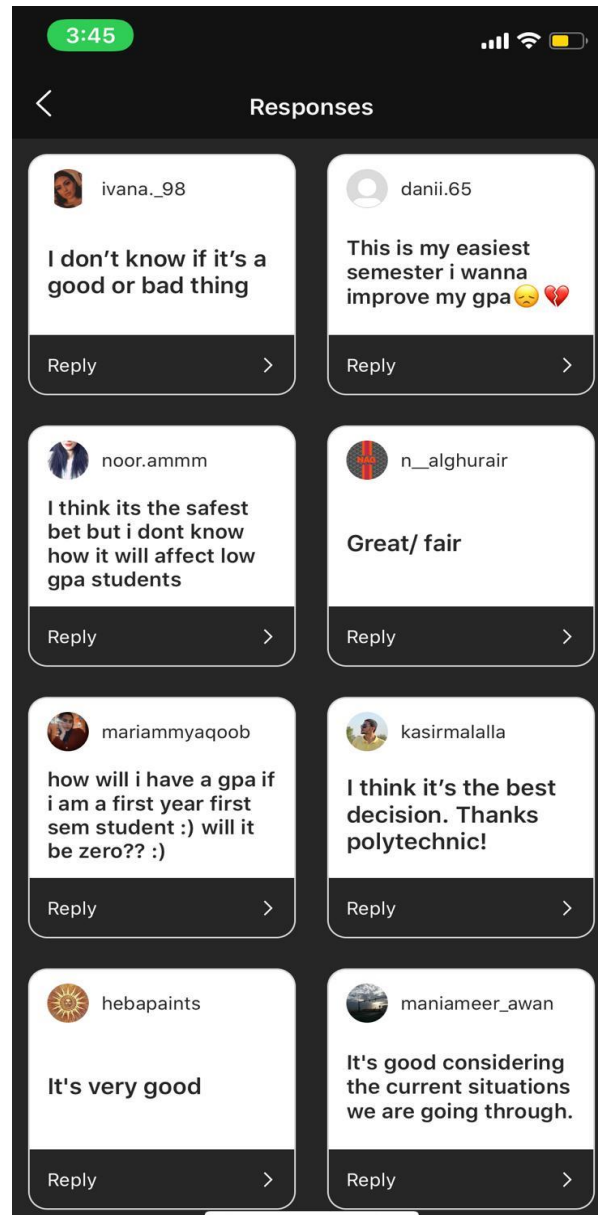 3:45
Responses
ivana._98
I don't know if it's a
good or bad thing
Reply
danii.65
This is my easiest
semester i wanna
improve my gpa😞💔
Reply
noor.ammm
I think its the safest
bet but i dont know
how it will affect low
gpa students
Reply
n__alghurair
MAG
Great/ fair
Reply
mariammyaqoob
how will i have a gpa if
i am a first year first
sem student :) will it
be zero?? :)
Reply
kasirmalalla
I think it's the best
decision. Thanks
polytechnic!
Reply
hebapaints
It's very good
Reply
maniameer_awan
It's good considering
the current situations
we are going through.
Reply